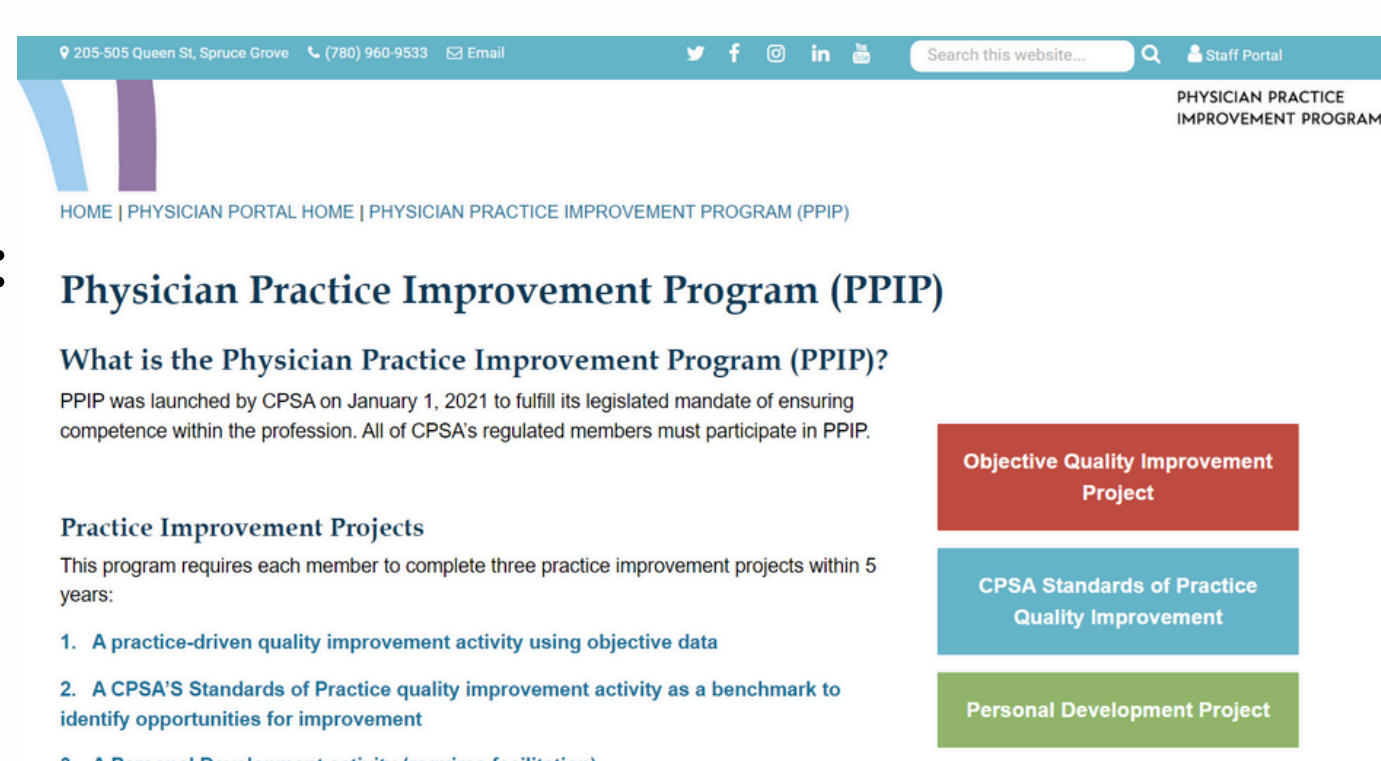 205-505 Queen St, Spruce Grove (780) 960-9533 Email Search this website... Staff Portal
PHYSICIAN PRACTICE
IMPROVEMENT PROGRAM
HOME | PHYSICIAN PORTAL HOME | PHYSICIAN PRACTICE IMPROVEMENT PROGRAM (PPIP)
:
Physician Practice Improvement Program (PPIP)
What is the Physician Practice Improvement Program (PPIP)?
PPIP was launched by CPSA on January 1, 2021 to fulfill its legislated mandate of ensuring
competence within the profession. All of CPSA's regulated members must participate in PPIP.
Practice Improvement Projects
This program requires each member to complete three practice improvement projects within 5
years:
1. A practice-driven quality improvement activity using objective data
2. A CPSA'S Standards of Practice quality improvement activity as a benchmark to
identify opportunities for improvement
Objective Quality Improvement
Project
CPSA Standards of Practice
Quality Improvement
Personal Development Project